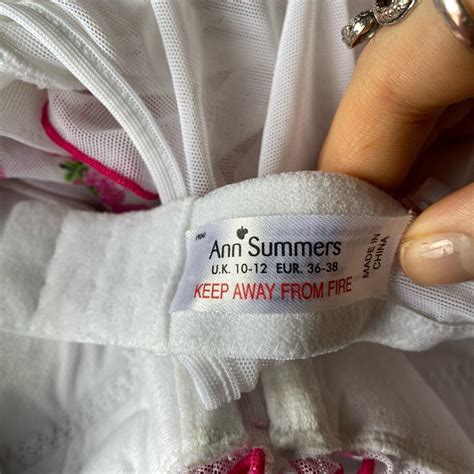 Ann Summers
U.K. 10-12 EUR. 36-38
KEEP AWAY FROM FIRE
MADE IN
CHINA